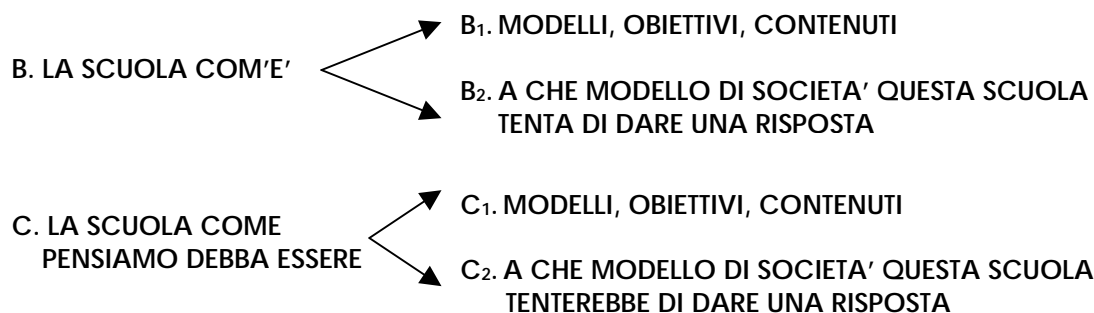 B₁. MODELLI, OBIETTIVI, CONTENUTI
B. LA SCUOLA COM'E'
B₂. A CHE MODELLO DI SOCIETA' QUESTA SCUOLA
TENTA DI DARE UNA RISPOSTA
C₁. MODELLI, OBIETTIVI, CONTENUTI
C. LA SCUOLA COME
PENSIAMO DEBBA ESSERE
C₂. A CHE MODELLO DI SOCIETA' QUESTA SCUOLA
TENTEREBBE DI DARE UNA RISPOSTA